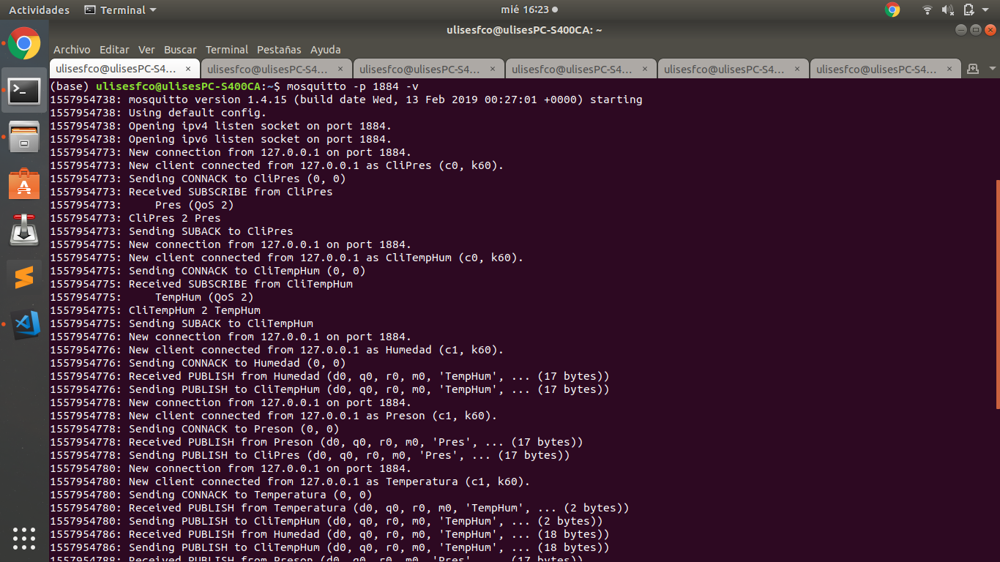 Actividades
Terminal
mié 16:23
ulisesfco@ulisesPC-S400CA: ~
Archivo Editar Ver Buscar Terminal Pestañas Ayuda
ulisesfco@ulisesPC-S4… × ulisesfco@ulisesPC-S4… × ulisesfco@ulisesPC-S4… × ulisesfco@ulisesPC-S4… × ulisesfco@ulisesPC-S4… × ulisesfco@ulisesPC-S4… ×
(base) ulisesfco@ulisesPC-S400CA:~$ mosquitto -p 1884 -v
1557954738: mosquitto version 1.4.15 (build date Wed, 13 Feb 2019 00:27:01 +0000) starting
1557954738: Using default config.
1557954738: Opening ipv4 listen socket on port 1884.
1557954738: Opening ipv6 listen socket on port 1884.
1557954773: New connection from 127.0.0.1 on port 1884.
1557954773: New client connected from 127.0.0.1 as CliPres (c0, k60).
1557954773: Sending CONNACK to CliPres (0, 0)
1557954773: Received SUBSCRIBE from CliPres
1557954773:     Pres (QoS 2)
1557954773: CliPres 2 Pres
1557954773: Sending SUBACK to CliPres
1557954775: New connection from 127.0.0.1 on port 1884.
1557954775: New client connected from 127.0.0.1 as CliTempHum (c0, k60).
1557954775: Sending CONNACK to CliTempHum (0, 0)
1557954775: Received SUBSCRIBE from CliTempHum
1557954775:     TempHum (QoS 2)
1557954775: CliTempHum 2 TempHum
1557954775: Sending SUBACK to CliTempHum
1557954776: New connection from 127.0.0.1 on port 1884.
1557954776: New client connected from 127.0.0.1 as Humedad (c1, k60).
1557954776: Sending CONNACK to Humedad (0, 0)
1557954776: Received PUBLISH from Humedad (d0, q0, r0, m0, 'TempHum', ... (17 bytes))
1557954776: Sending PUBLISH to CliTempHum (d0, q0, r0, m0, 'TempHum', ... (17 bytes))
1557954778: New connection from 127.0.0.1 on port 1884.
1557954778: New client connected from 127.0.0.1 as Preson (c1, k60).
1557954778: Sending CONNACK to Preson (0, 0)
1557954778: Received PUBLISH from Preson (d0, q0, r0, m0, 'Pres', ... (17 bytes))
1557954778: Sending PUBLISH to CliPres (d0, q0, r0, m0, 'Pres', ... (17 bytes))
1557954780: New connection from 127.0.0.1 on port 1884.
1557954780: New client connected from 127.0.0.1 as Temperatura (c1, k60).
1557954780: Sending CONNACK to Temperatura (0, 0)
1557954780: Received PUBLISH from Temperatura (d0, q0, r0, m0, 'TempHum', ... (2 bytes))
1557954780: Sending PUBLISH to CliTempHum (d0, q0, r0, m0, 'TempHum', ... (2 bytes))
1557954786: Received PUBLISH from Humedad (d0, q0, r0, m0, 'TempHum', ... (18 bytes))
1557954786: Sending PUBLISH to CliTempHum (d0, q0, r0, m0, 'TempHum', ... (18 bytes))
1557954788: Received PUBLISH from Preson (d0, q0, r0, m0, 'Pres', ... (17 bytes))